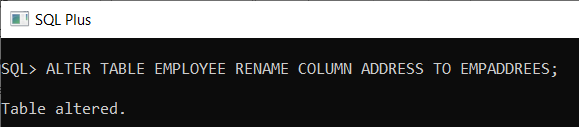 SQL Plus
SQL> ALTER TABLE EMPLOYEE RENAME COLUMN ADDRESS TO EMPADDREES;
Table altered.